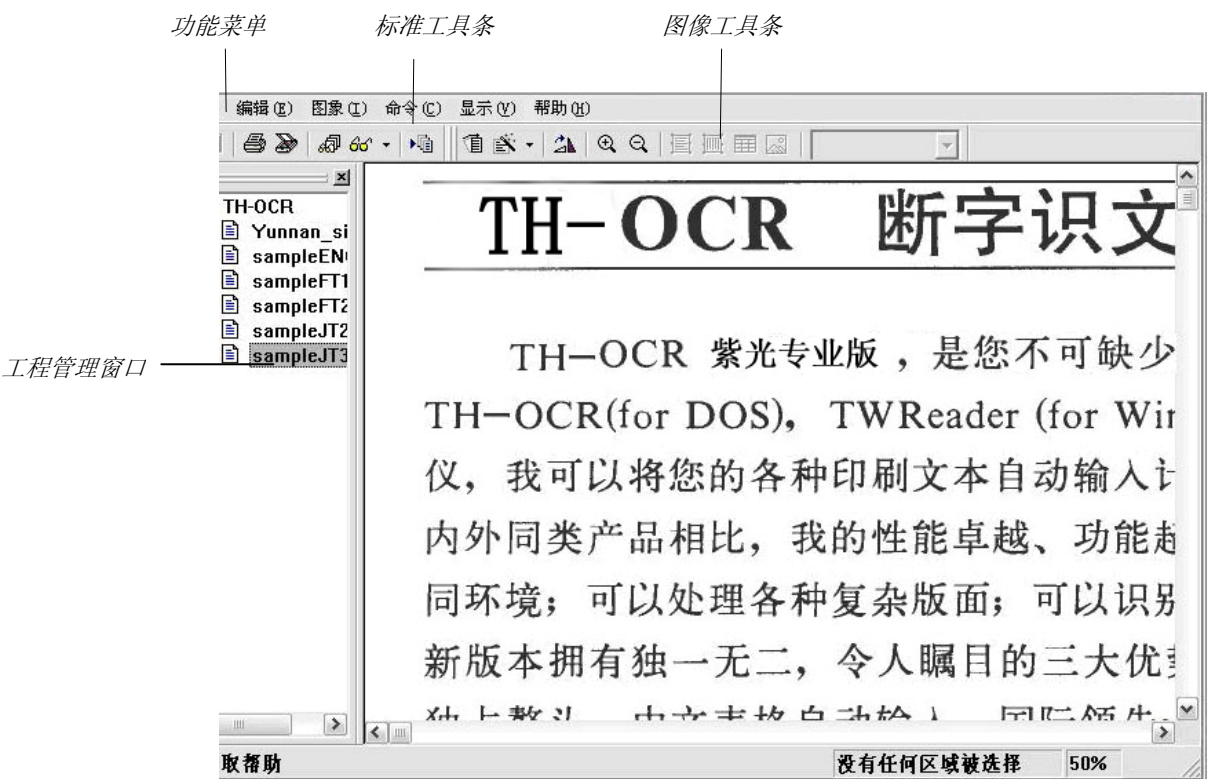 功能菜单 标准工具条 图像工具条
编辑(E) 图象(I) 命令(C) 显示(V) 帮助(H)
TH-OCR
Yunnan_si
sampleEN
sampleFT1
sampleFT2
sampleJT2
sampleJT3
工程管理窗口
TH-OCR 断字识文
TH-OCR 紫光专业版，是您不可缺少
TH-OCR(for DOS)， TWReader (for Wi
仪，我可以将您的各种印刷文本自动输入
内外同类产品相比，我的性能卓越、功能
同环境；可以处理各种复杂版面；可以识
新版本拥有独一无二，令人瞩目的三大优
取帮助
没有任何区域被选择 50%